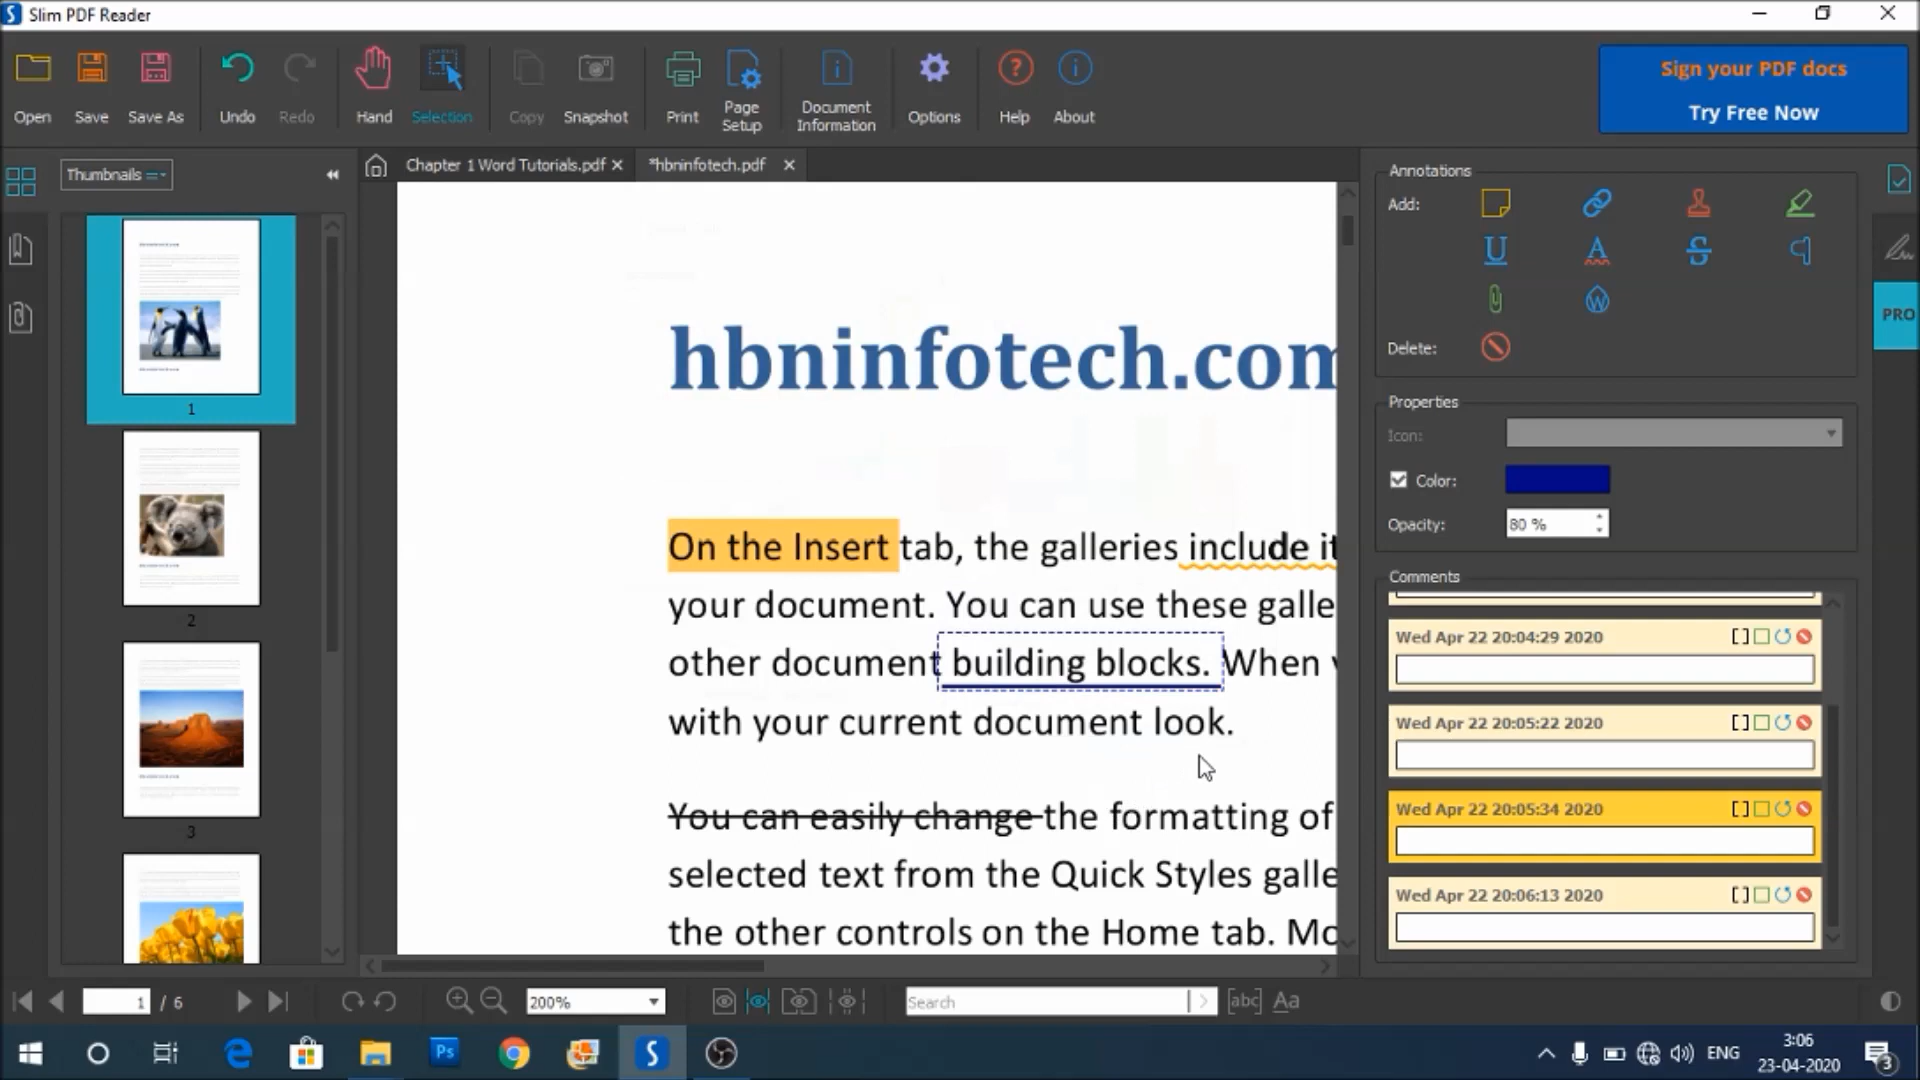 Slim PDF Reader
Open
Save
Save As
Undo
Redo
Hand
Selection
Copy
Snapshot
Print
Page
Setup
Document
Information
Options
Help
About
Sign your PDF docs
Try Free Now
Thumbnails
Chapter 1 Word Tutorials.pdf
*hbninfotech.pdf
Annotations
Add:
Delete:
PRO
Properties
Icon:
Color:
Opacity: 80 %
Comments
Wed Apr 22 20:04:29 2020
Wed Apr 22 20:05:22 2020
Wed Apr 22 20:05:34 2020
Wed Apr 22 20:06:13 2020
1
2
3
hbninfotech.com
On the Insert tab, the galleries include it
your document. You can use these galle
other document building blocks. When
with your current document look.
You can easily change the formatting of
selected text from the Quick Styles galle
the other controls on the Home tab. Mo
1 / 6
200%
Search
[abc]
Aa
Ps
ENG
3:06
23-04-2020
3